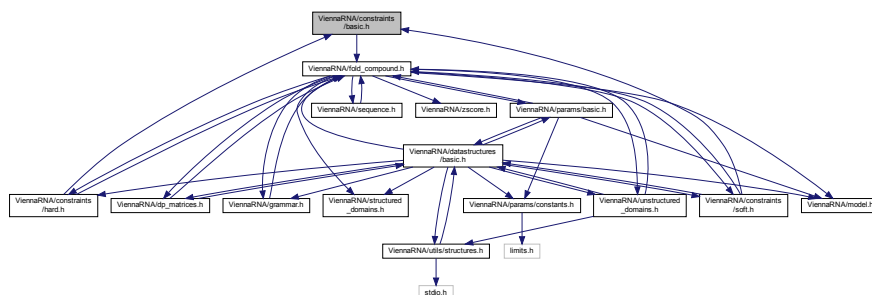 ViennaRNA/constraints
/basic.h
ViennaRNA/fold_compound.h
ViennaRNA/sequence.h
ViennaRNA/zscore.h
ViennaRNA/params/basic.h
ViennaRNA/datastructures
/basic.h
ViennaRNA/constraints
/hard.h
ViennaRNA/dp_matrices.h
ViennaRNA/grammar.h
ViennaRNA/structured
_domains.h
ViennaRNA/params/constants.h
ViennaRNA/unstructured
_domains.h
ViennaRNA/constraints
/soft.h
ViennaRNA/model.h
ViennaRNA/utils/structures.h
limits.h
stdio.h